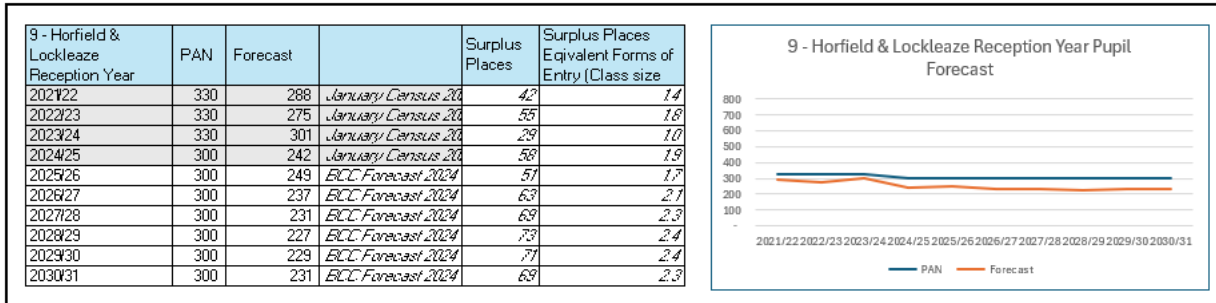 9 - Horfield &
Lockleaze
Reception Year
PAN
Forecast
Surplus
Places
Surplus Places
Eqivalent Forms of
Entry (Class size
2021/22 330 288 January Census 20 42 1.4
2022/23 330 275 January Census 20 55 1.8
2023/24 330 301 January Census 20 29 1.0
2024/25 300 242 January Census 20 58 1.9
2025/26 300 249 BCC Forecast 2024 51 1.7
2026/27 300 237 BCC Forecast 2024 63 2.1
2027/28 300 231 BCC Forecast 2024 69 2.3
2028/29 300 227 BCC Forecast 2024 73 2.4
2029/30 300 229 BCC Forecast 2024 71 2.4
2030/31 300 231 BCC Forecast 2024 69 2.3
9 - Horfield & Lockleaze Reception Year Pupil
Forecast
800
700
600
500
400
300
200
100
-
2021/22 2022/23 2023/24 2024/25 2025/26 2026/27 2027/28 2028/29 2029/30 2030/31
PAN Forecast